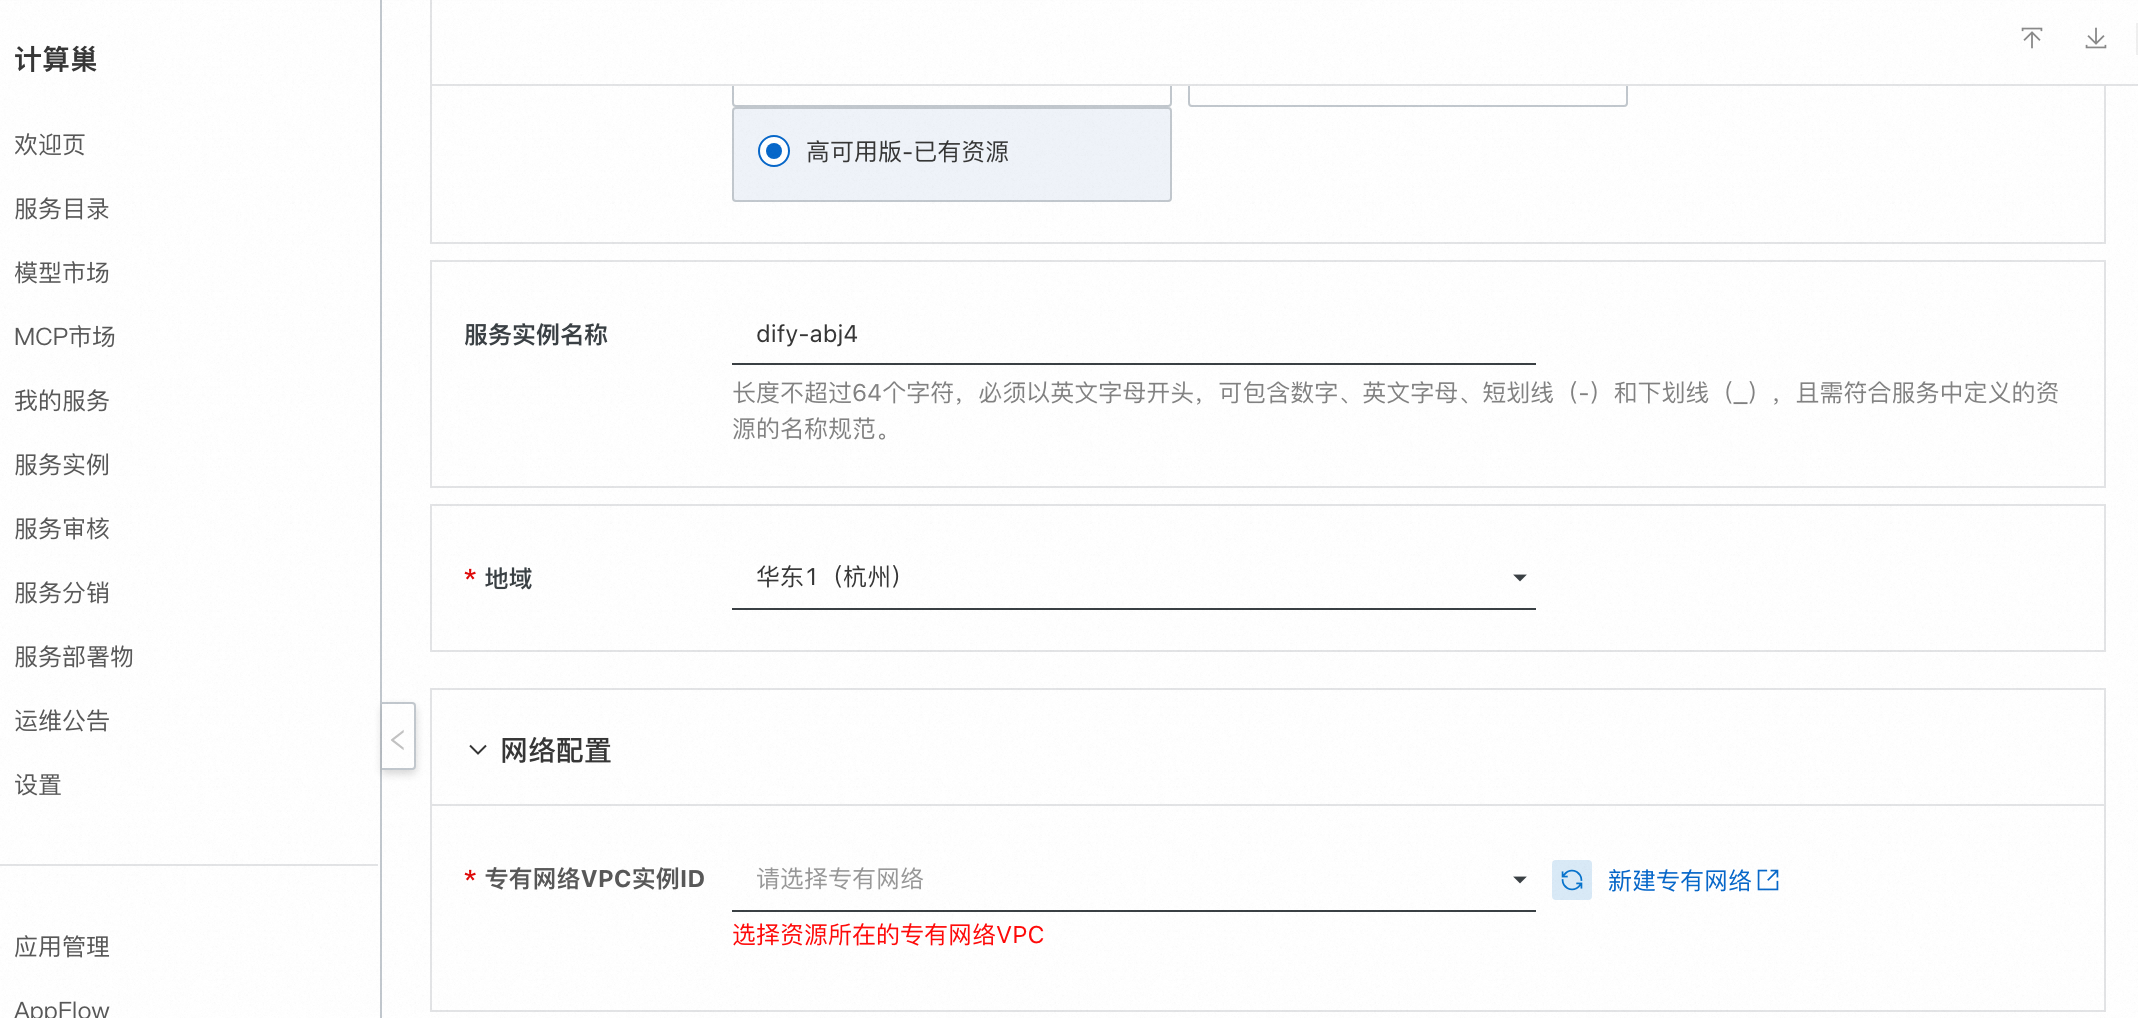 计算巢
欢迎页
服务目录
模型市场
MCP市场
我的服务
服务实例
服务审核
服务分销
服务部署物
运维公告
设置
应用管理
AppFlow
高可用版-已有资源
服务实例名称
dify-abj4
长度不超过64个字符，必须以英文字母开头，可包含数字、英文字母、短划线（-）和下划线（_），且需符合服务中定义的资
源的名称规范。
* 地域
华东1（杭州）
网络配置
* 专有网络VPC实例ID
请选择专有网络
新建专有网络
选择资源所在的专有网络VPC